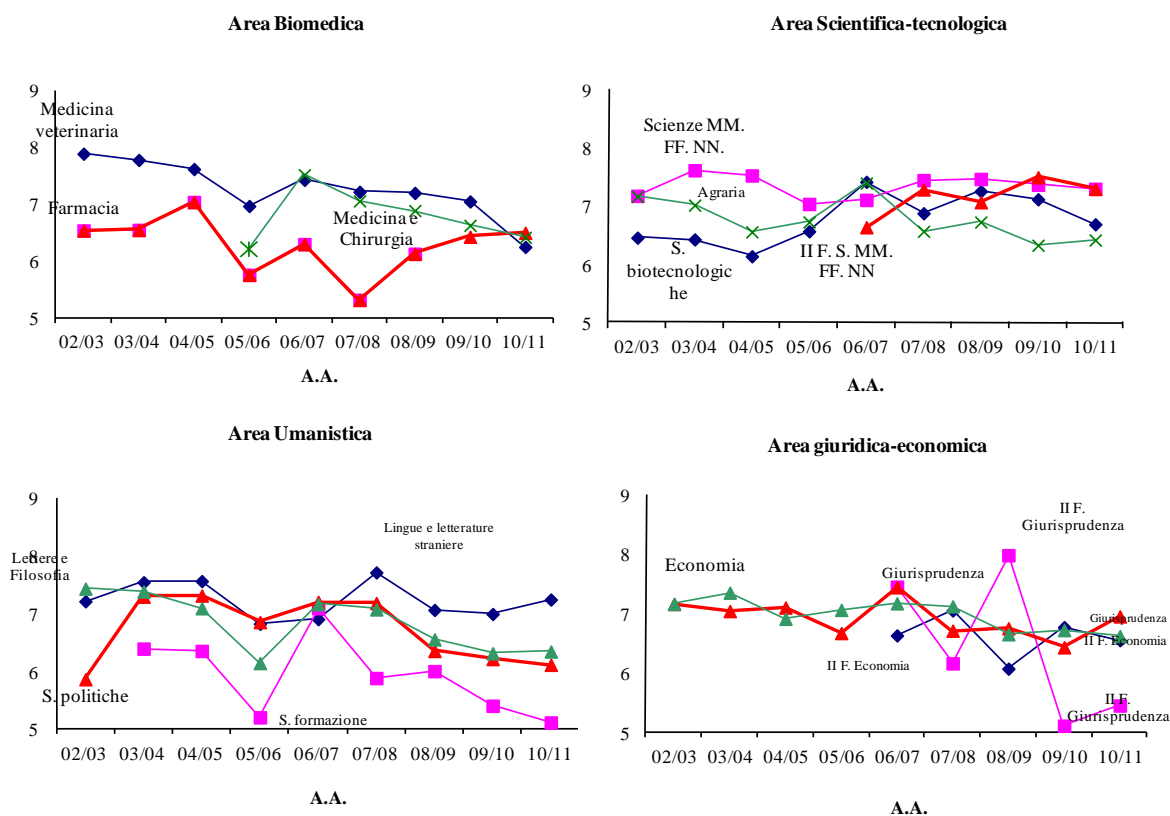 Area Biomedica
9
8
7
6
5
Medicina
veterinaria
Farmacia
Medicina e
Chirurgia
02/03 03/04 04/05 05/06 06/07 07/08 08/09 09/10 10/11
A.A.
Area Scientifica-tecnologica
9
8
7
6
5
Scienze MM.
FF. NN.
Agraria
S.
biotecnologic
he
II F. S. MM.
FF. NN
02/03 03/04 04/05 05/06 06/07 07/08 08/09 09/10 10/11
A.A.
Area Umanistica
9
8
7
6
5
Lettere e
Filosofia
Lingue e letterature
straniere
S. politiche
S. formazione
02/03 03/04 04/05 05/06 06/07 07/08 08/09 09/10 10/11
A.A.
Area giuridica-economica
9
8
7
6
5
II F.
Giurisprudenza
Economia
Giurisprudenza
Giurisprudenza
II F. Economia
II F. Economia
II F.
Giurisprudenza
02/03 03/04 04/05 05/06 06/07 07/08 08/09 09/10 10/11
A.A.